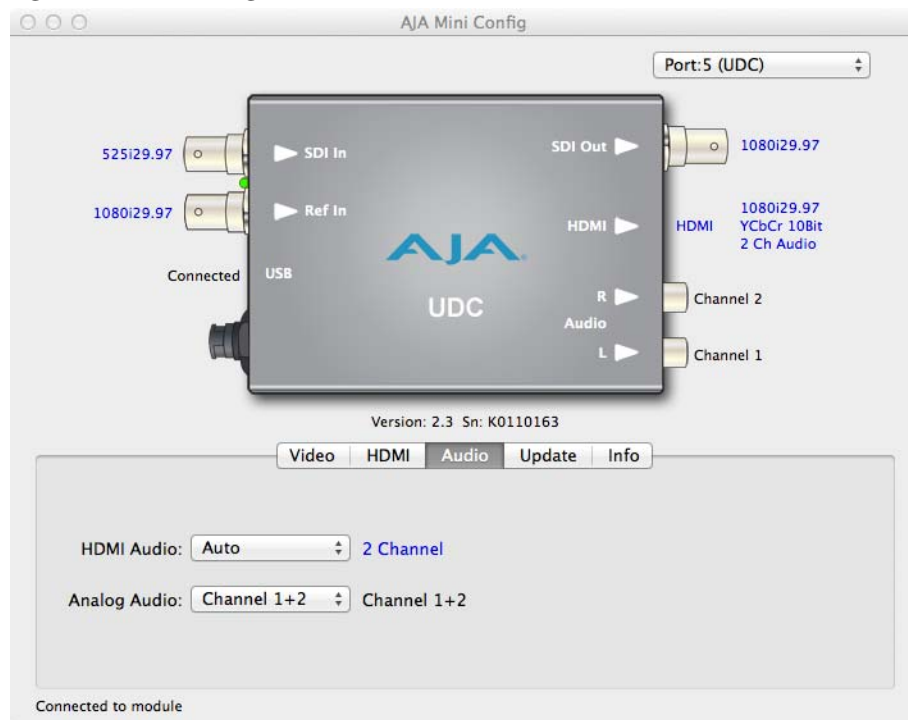 AJA Mini Config
Port:5 (UDC)
525i29.97
SDI In
SDI Out
1080i29.97
1080i29.97
Ref In
HDMI
HDMI
1080i29.97
YCbCr 10Bit
2 Ch Audio
AJA
Connected
USB
UDC
R
Channel 2
Audio
L
Channel 1
Version: 2.3 Sn: K0110163
Video HDMI Audio Update Info
HDMI Audio: Auto 2 Channel
Analog Audio: Channel 1+2 Channel 1+2
Connected to module